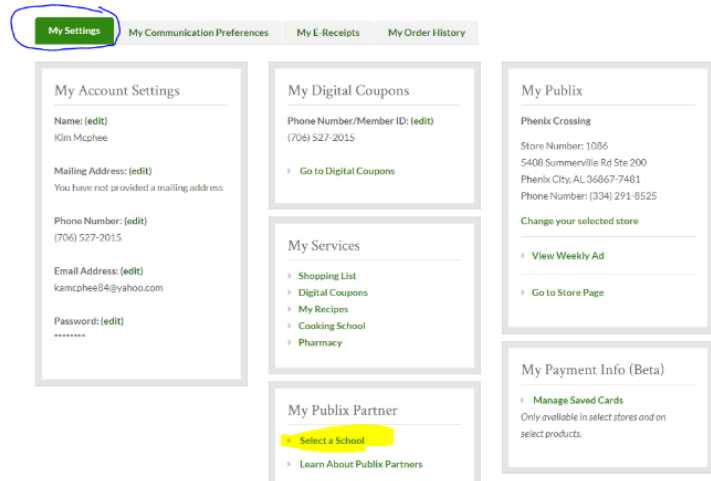 My Settings
My Communication Preferences
My E-Receipts
My Order History
My Account Settings
Name: (edit)
Kim Mcphee
Mailing Address: (edit)
You have not provided a mailing address
Phone Number: (edit)
(706) 527-2015
Email Address: (edit)
kamcphee84@yahoo.com
Password: (edit)
--------
My Digital Coupons
Phone Number/Member ID: (edit)
(706) 527-2015
Go to Digital Coupons
My Services
Shopping List
Digital Coupons
My Recipes
Cooking School
Pharmacy
My Publix Partner
Select a School
Learn About Publix Partners
My Publix
Phenix Crossing
Store Number: 1086
5408 Summerville Rd Ste 200
Phenix City, AL 36867-7481
Phone Number: (334) 291-8525
Change your selected store
View Weekly Ad
Go to Store Page
My Payment Info (Beta)
Manage Saved Cards
Only available in select stores and on
select products.